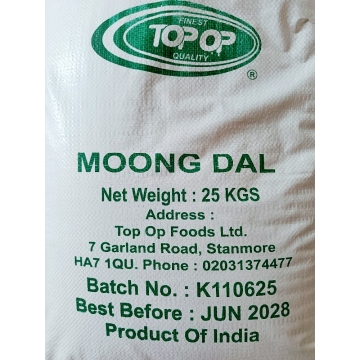 FINEST
TOP OP
QUALITY
®
MOONG DAL
Net Weight : 25 KGS
Address :
Top Op Foods Ltd.
7 Garland Road, Stanmore
HA7 1QU. Phone : 02031374477
Batch No. : K110625
Best Before : JUN 2028
Product Of India